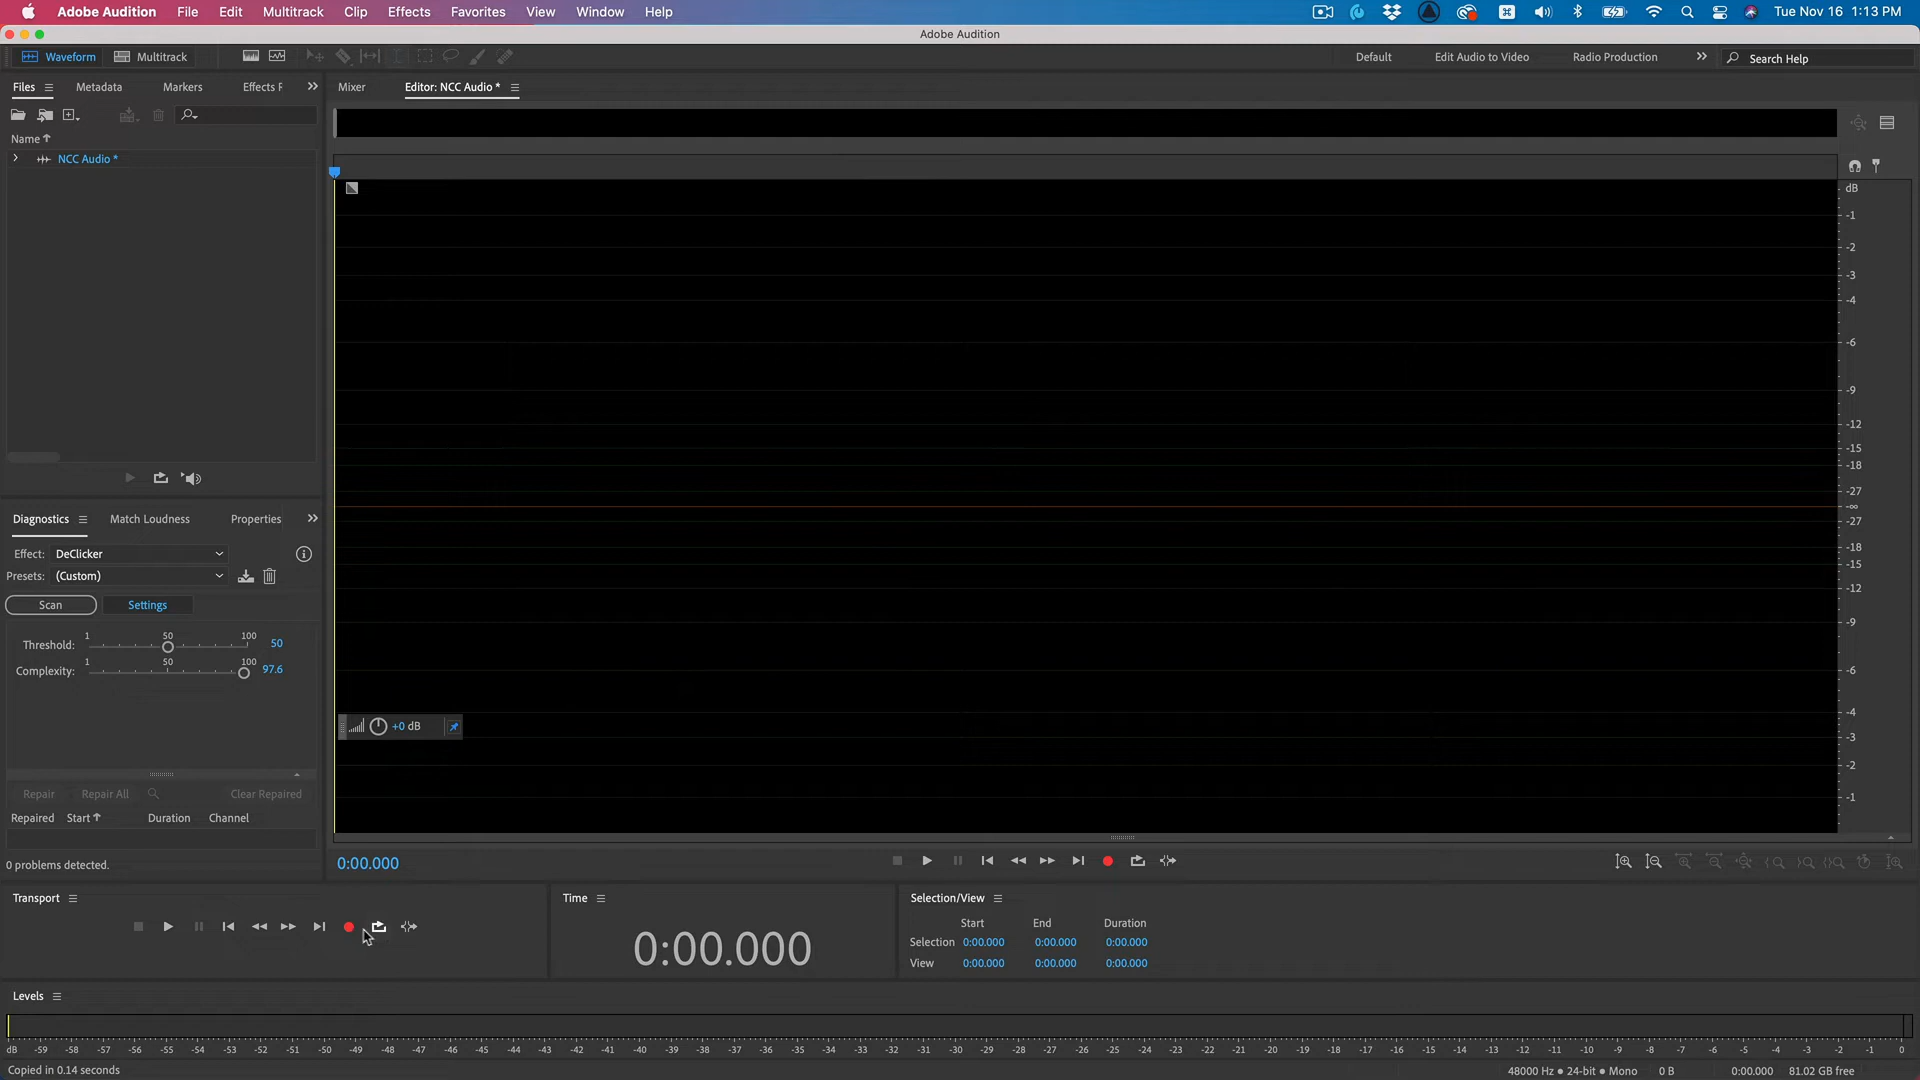 Adobe Audition File Edit Multitrack Clip Effects Favorites View Window Help Tue Nov 16 1:13 PM
Adobe Audition
Waveform Multitrack Default Edit Audio to Video Radio Production Search Help
Files Metadata Markers Effects F
Mixer Editor: NCC Audio *
Name
NCC Audio *
dB
-1
-2
-3
-4
-6
-9
-12
-15
-18
-27
-∞
-27
-18
-15
-12
-9
-6
-4
-3
-2
-1
Diagnostics Match Loudness Properties
Effect: DeClicker
Presets: (Custom)
Scan Settings
1 50 100
Threshold: 50
1 50 100
Complexity: 97.6
+0 dB
Repair Repair All Clear Repaired
Repaired Start Duration Channel
0 problems detected.
0:00.000
Transport
Time
0:00.000
Selection/View
Start End Duration
Selection 0:00.000 0:00.000 0:00.000
View 0:00.000 0:00.000 0:00.000
Levels
dB -59 -58 -57 -56 -55 -54 -53 -52 -51 -50 -49 -48 -47 -46 -45 -44 -43 -42 -41 -40 -39 -38 -37 -36 -35 -34 -33 -32 -31 -30 -29 -28 -27 -26 -25 -24 -23 -22 -21 -20 -19 -18 -17 -16 -15 -14 -13 -12 -11 -10 -9 -8 -7 -6 -5 -4 -3 -2 -1 0
Copied in 0.14 seconds
48000 Hz ● 24-bit ● Mono 0 B 0:00.000 81.02 GB free